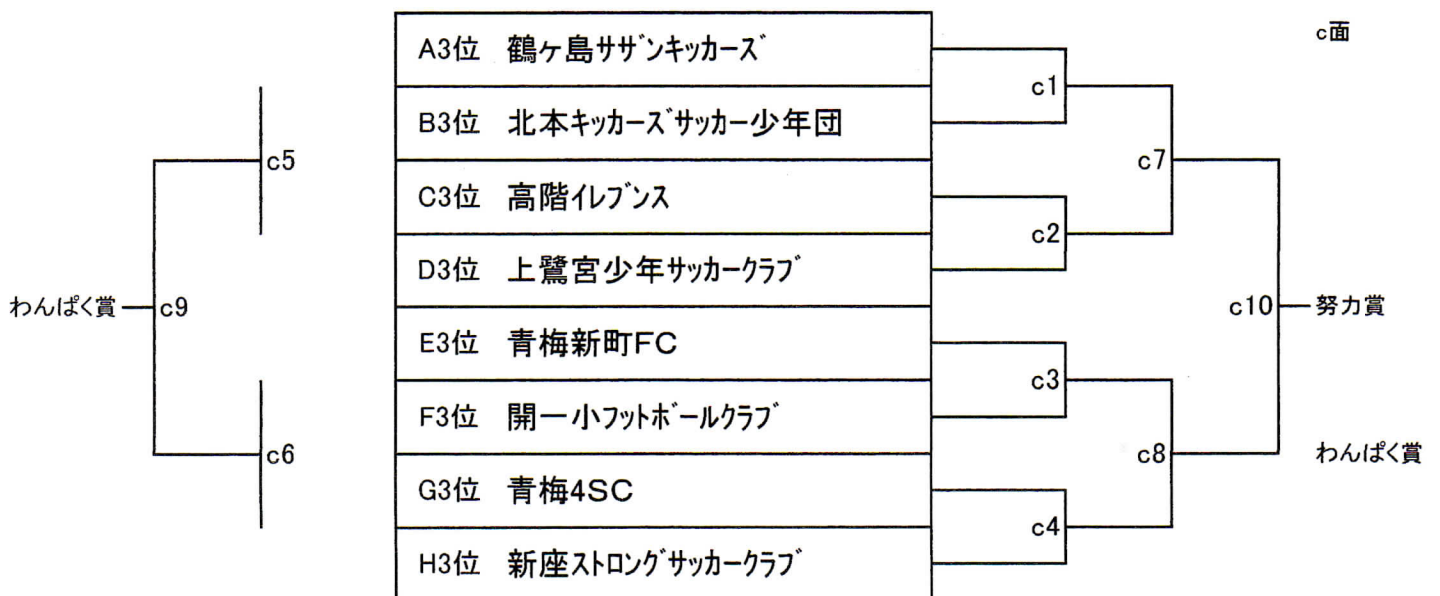 c面
A3位 鶴ヶ島サザンキッカーズ
c1
B3位 北本キッカーズサッカー少年団
c5
c7
C3位 高階イレブンス
c2
D3位 上鷺宮少年サッカークラブ
わんぱく賞
c9
c10
努力賞
E3位 青梅新町FC
c3
F3位 開一小フットボールクラブ
c6
c8
わんぱく賞
G3位 青梅4SC
c4
H3位 新座ストロングサッカークラブ